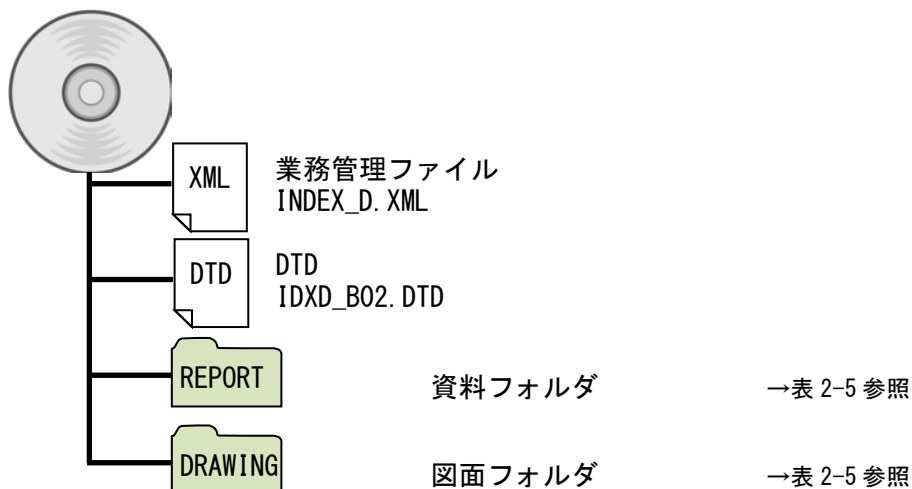 XML 業務管理ファイル
INDEX_D.XML
DTD DTD
IDXD_B02.DTD
REPORT 資料フォルダ →表 2-5 参照
DRAWING 図面フォルダ →表 2-5 参照